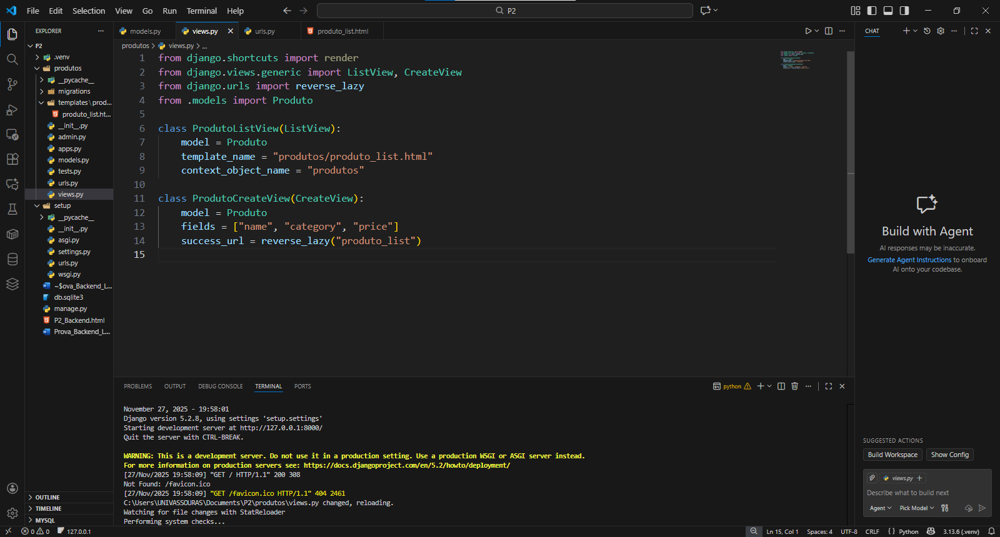 File Edit Selection View Go Run Terminal Help
P2
EXPLORER
P2
.venv
produtos
__pycache__
migrations
templates\prod...
produto_list.ht...
__init__.py
admin.py
apps.py
models.py
tests.py
urls.py
views.py
setup
__pycache__
__init__.py
asgi.py
settings.py
urls.py
wsgi.py
~$ova_Backend_L...
db.sqlite3
manage.py
P2_Backend.html
Prova_Backend_L...
OUTLINE
TIMELINE
MYSQL
models.py views.py urls.py produto_list.html
produtos > views.py > ...
1 from django.shortcuts import render
2 from django.views.generic import ListView, CreateView
3 from django.urls import reverse_lazy
4 from .models import Produto
5
6 class ProdutoListView(ListView):
7 model = Produto
8 template_name = "produtos/produto_list.html"
9 context_object_name = "produtos"
10
11 class ProdutoCreateView(CreateView):
12 model = Produto
13 fields = ["name", "category", "price"]
14 success_url = reverse_lazy("produto_list")
15
PROBLEMS OUTPUT DEBUG CONSOLE TERMINAL PORTS
python
November 27, 2025 - 19:58:01
Django version 5.2.8, using settings 'setup.settings'
Starting development server at http://127.0.0.1:8000/
Quit the server with CTRL-BREAK.
WARNING: This is a development server. Do not use it in a production setting. Use a production WSGI or ASGI server instead.
For more information on production servers see: https://docs.djangoproject.com/en/5.2/howto/deployment/
[27/Nov/2025 19:58:09] "GET / HTTP/1.1" 200 308
Not Found: /favicon.ico
[27/Nov/2025 19:58:09] "GET /favicon.ico HTTP/1.1" 404 2461
C:\Users\UNIVASSOURAS\Documents\P2\produtos\views.py changed, reloading.
Watching for file changes with StatReloader
Performing system checks...
CHAT
Build with Agent
AI responses may be inaccurate.
Generate Agent Instructions to onboard
AI onto your codebase.
SUGGESTED ACTIONS
Build Workspace Show Config
views.py
Describe what to build next
Agent Pick Model
0 0 127.0.0.1
Ln 15, Col 1 Spaces: 4 UTF-8 CRLF Python 3.13.6 (.venv)